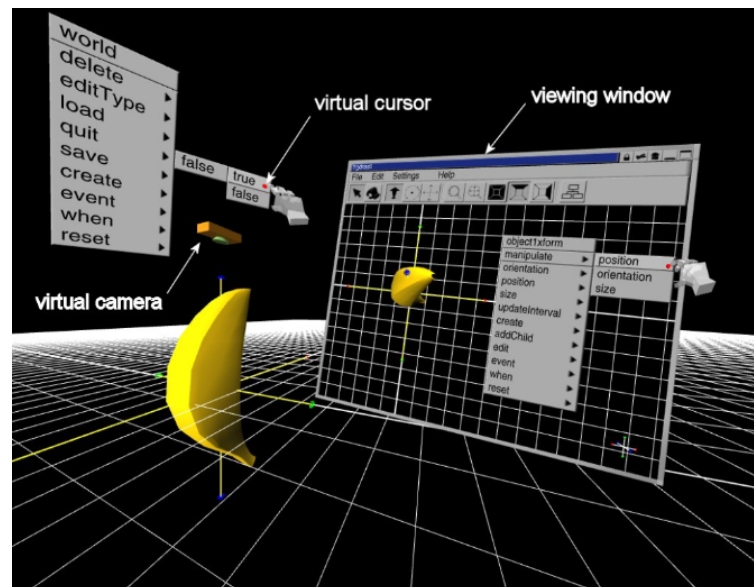 world
delete
editType
load
quit
save
create
event
when
reset
false
true
false
virtual cursor
virtual camera
viewing window
File Edit Settings Help
object1xform
manipulate
orientation
position
size
updateInterval
create
addChild
edit
event
when
reset
position
orientation
size